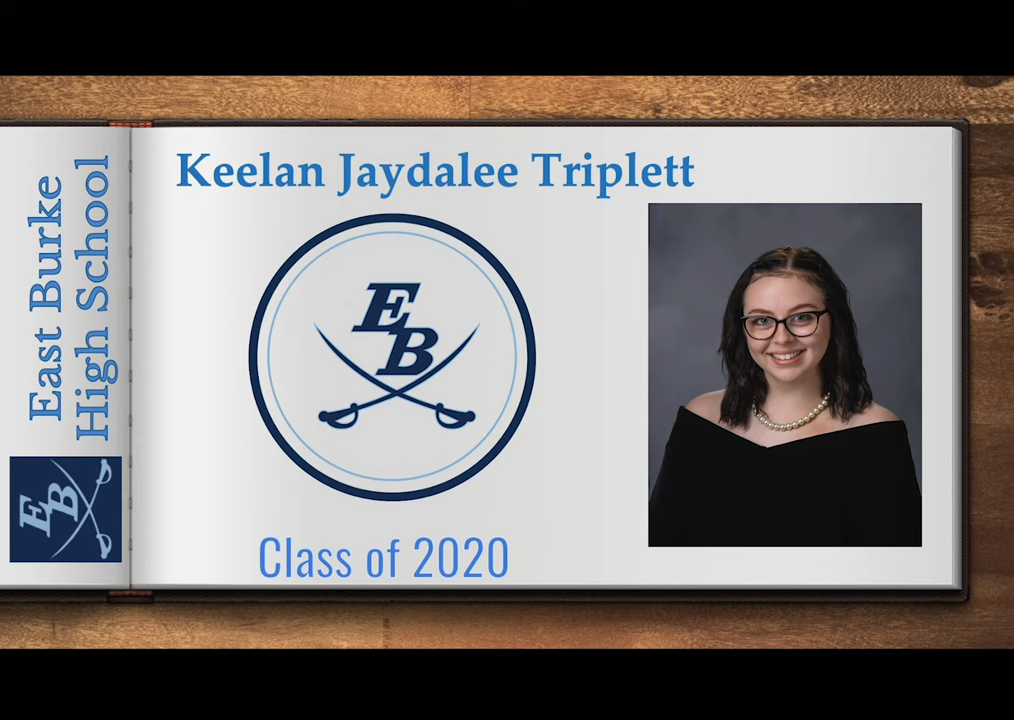 East Burke
High School
EB
Keelan Jaydalee Triplett
EB
Class of 2020